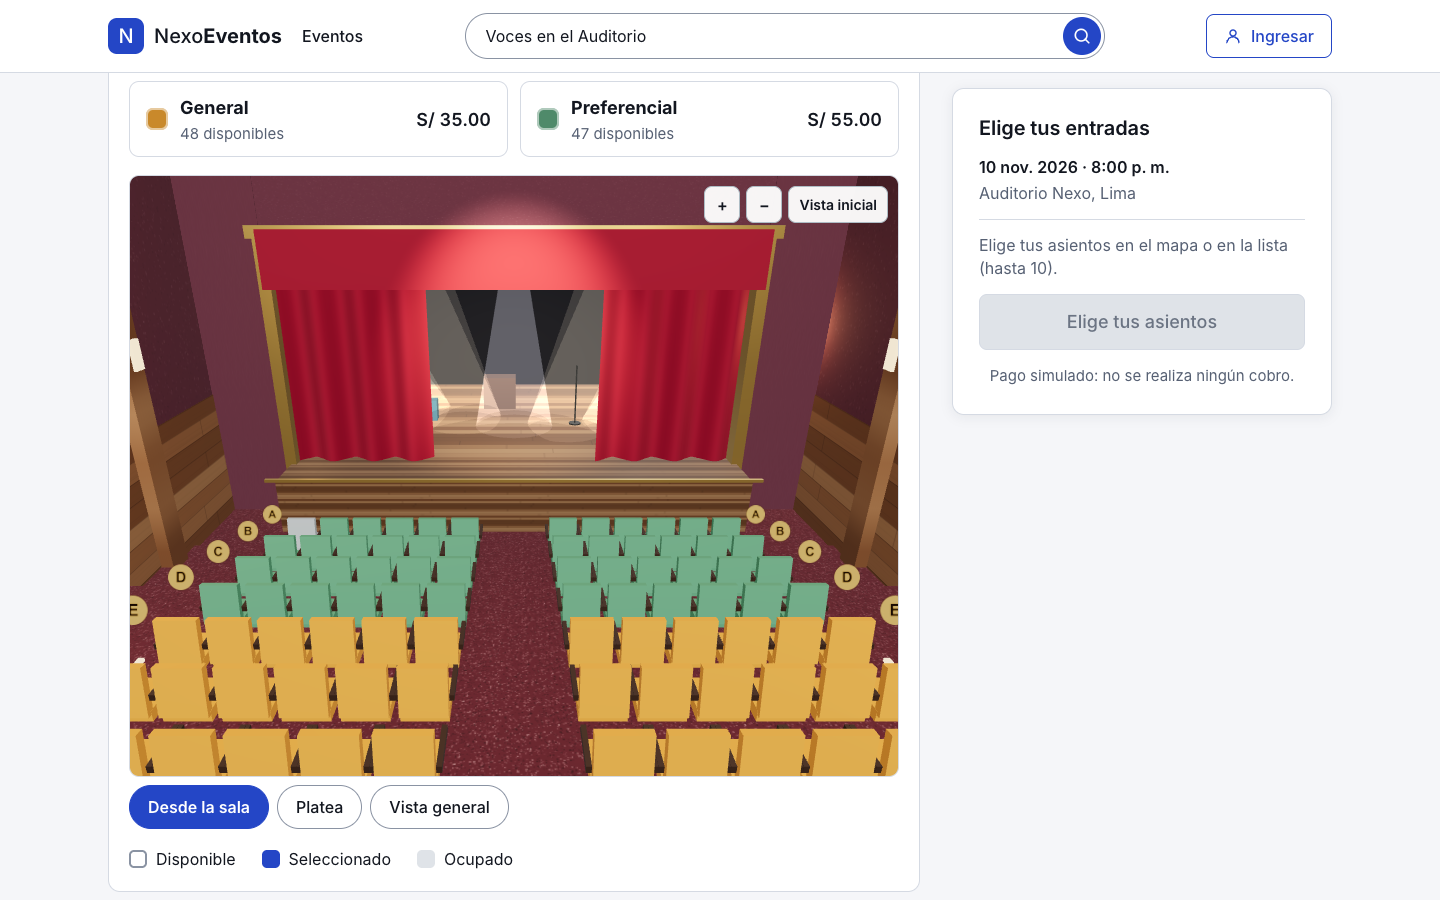 N NexoEventos Eventos Voces en el Auditorio Ingresar
General
48 disponibles
S/ 35.00
Preferencial
47 disponibles
S/ 55.00
+ − Vista inicial
A A
B B
C C
D D
E E
Desde la sala Platea Vista general
Disponible Seleccionado Ocupado
Elige tus entradas
10 nov. 2026 · 8:00 p. m.
Auditorio Nexo, Lima
Elige tus asientos en el mapa o en la lista
(hasta 10).
Elige tus asientos
Pago simulado: no se realiza ningún cobro.